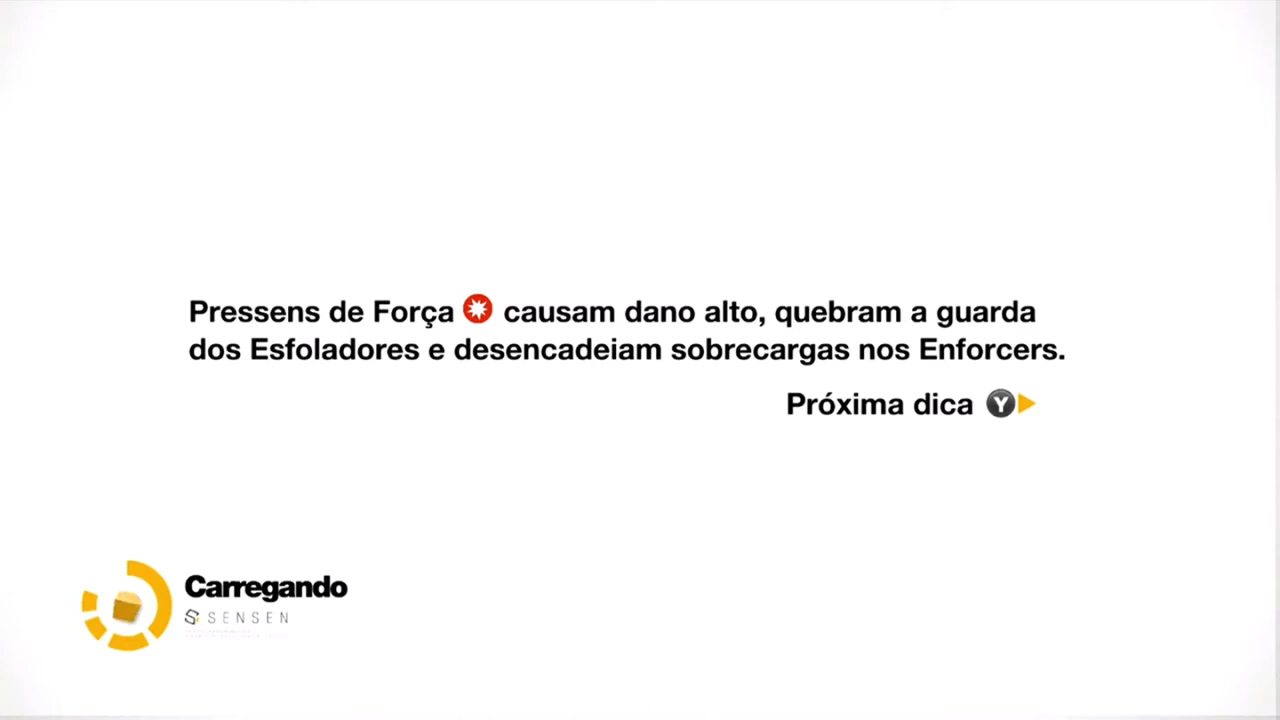 Pressens de Força causam dano alto, quebram a guarda
dos Esfoladores e desencadeiam sobrecargas nos Enforcers.
Próxima dica Y
Carregando
SENSEN